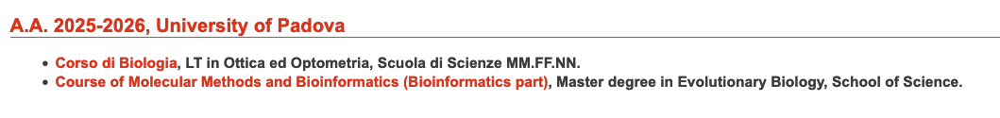 A.A. 2025-2026, University of Padova
Corso di Biologia, LT in Ottica ed Optometria, Scuola di Scienze MM.FF.NN.
Course of Molecular Methods and Bioinformatics (Bioinformatics part), Master degree in Evolutionary Biology, School of Science.